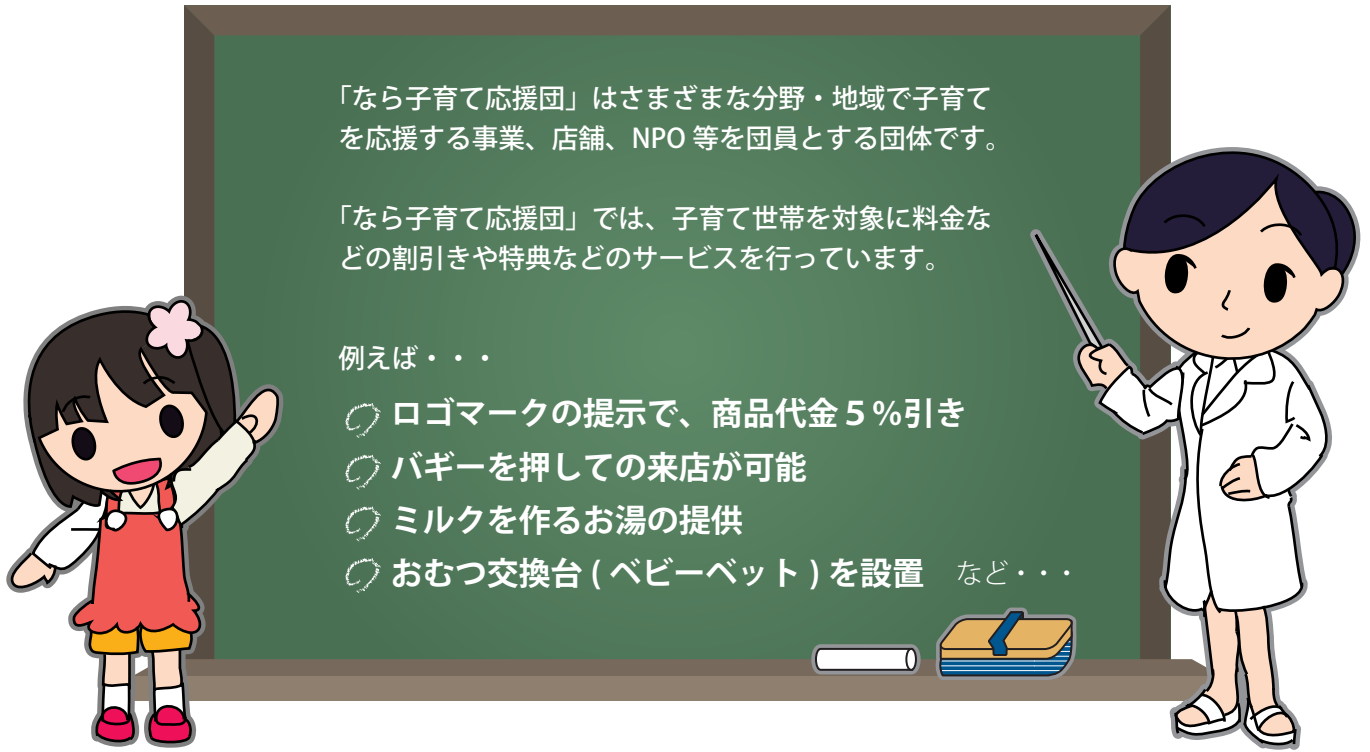 「なら子育て応援団」はさまざまな分野・地域で子育て
を応援する事業、店舗、NPO 等を団員とする団体です。
「なら子育て応援団」では、子育て世帯を対象に料金な
どの割引きや特典などのサービスを行っています。
例えば・・・
ロゴマークの提示で、商品代金５%引き
バギーを押しての来店が可能
ミルクを作るお湯の提供
おむつ交換台 ( ベビーベット ) を設置　など・・・